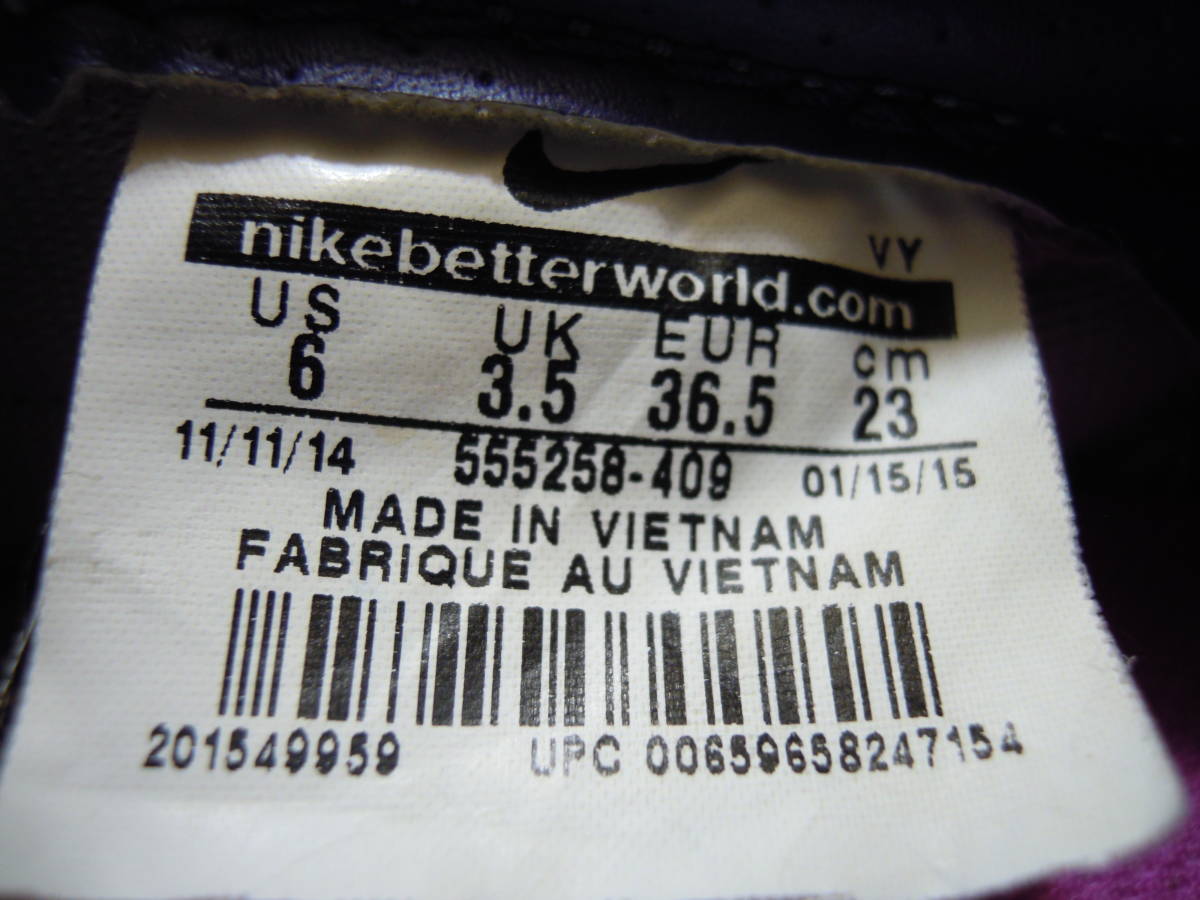 nikebetterworld.com VY
US UK EUR cm
6 3.5 36.5 23
11/11/14 555258-409 01/15/15
MADE IN VIETNAM
FABRIQUE AU VIETNAM
201549959 UPC 00659658247154